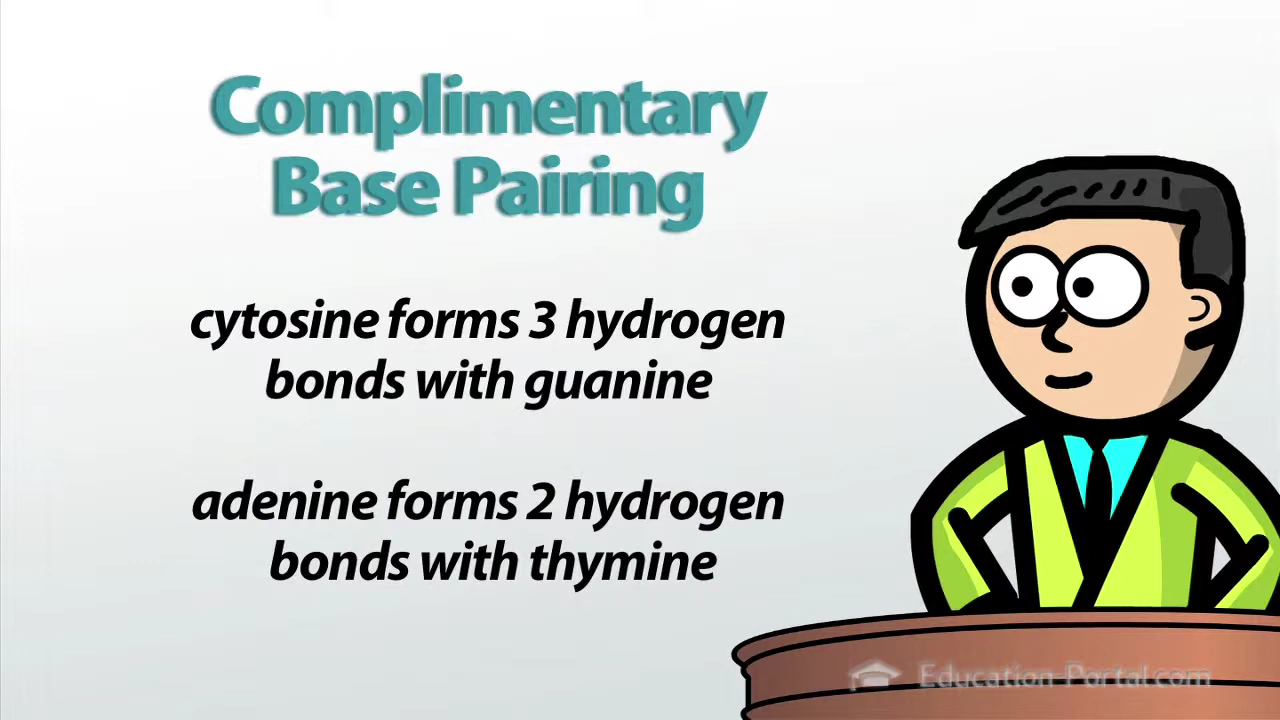 Complimentary
Base Pairing
cytosine forms 3 hydrogen
bonds with guanine
adenine forms 2 hydrogen
bonds with thymine
Education-Portal.com